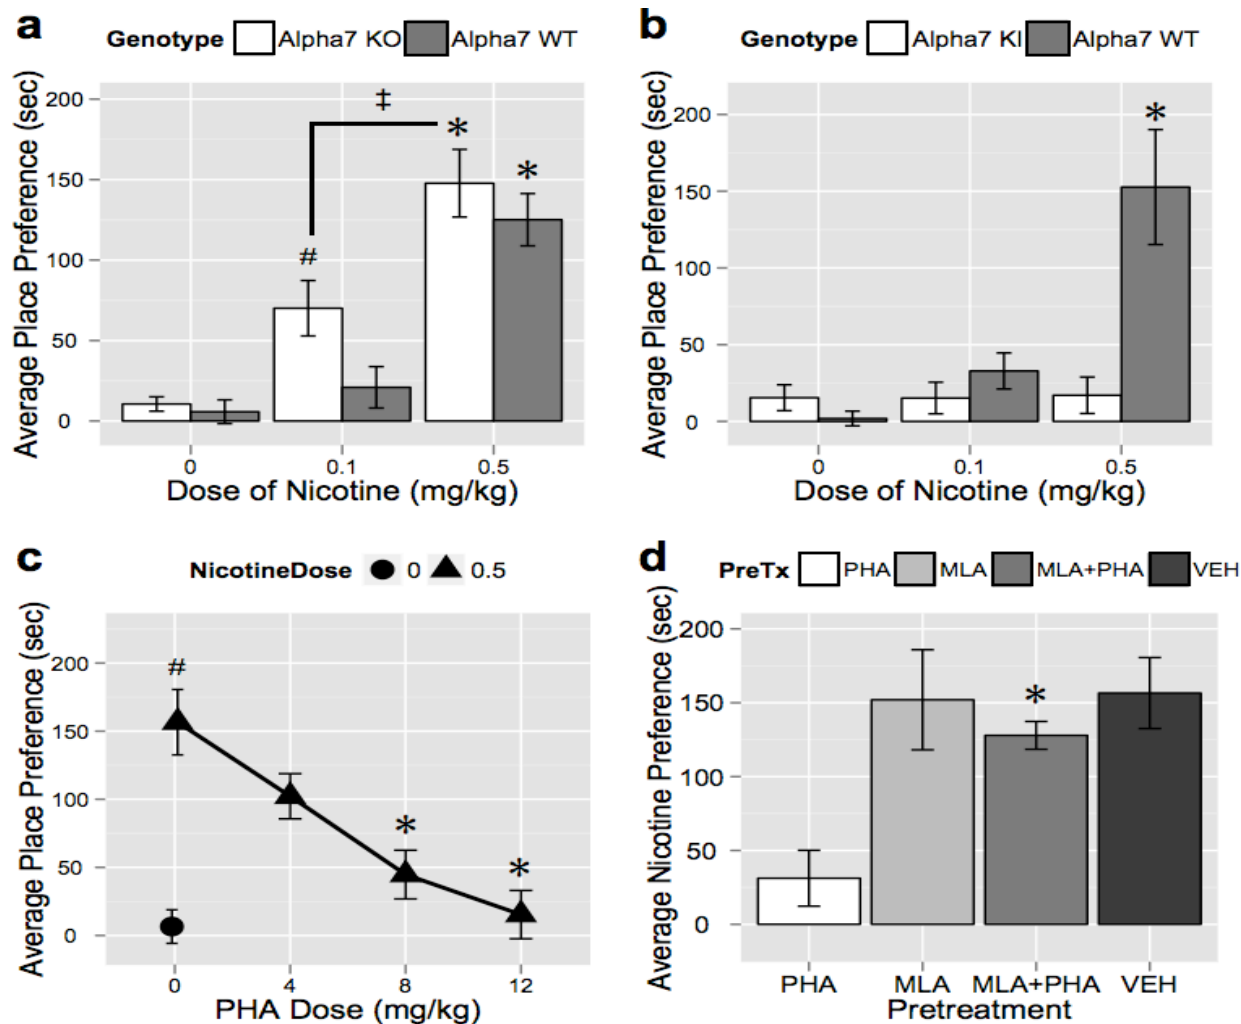 a
Genotype Alpha7 KO Alpha7 WT
Average Place Preference (sec)
200
150
100
50
0
‡
*
*
#
0 0.1 0.5
Dose of Nicotine (mg/kg)
b
Genotype Alpha7 KI Alpha7 WT
Average Place Preference (sec)
200
150
100
50
0
*
0 0.1 0.5
Dose of Nicotine (mg/kg)
c
NicotineDose 0 0.5
Average Place Preference (sec)
200
150
100
50
0
#
*
*
0 4 8 12
PHA Dose (mg/kg)
d
PreTx PHA MLA MLA+PHA VEH
Average Nicotine Preference (sec)
200
150
100
50
0
*
PHA MLA MLA+PHA VEH
Pretreatment